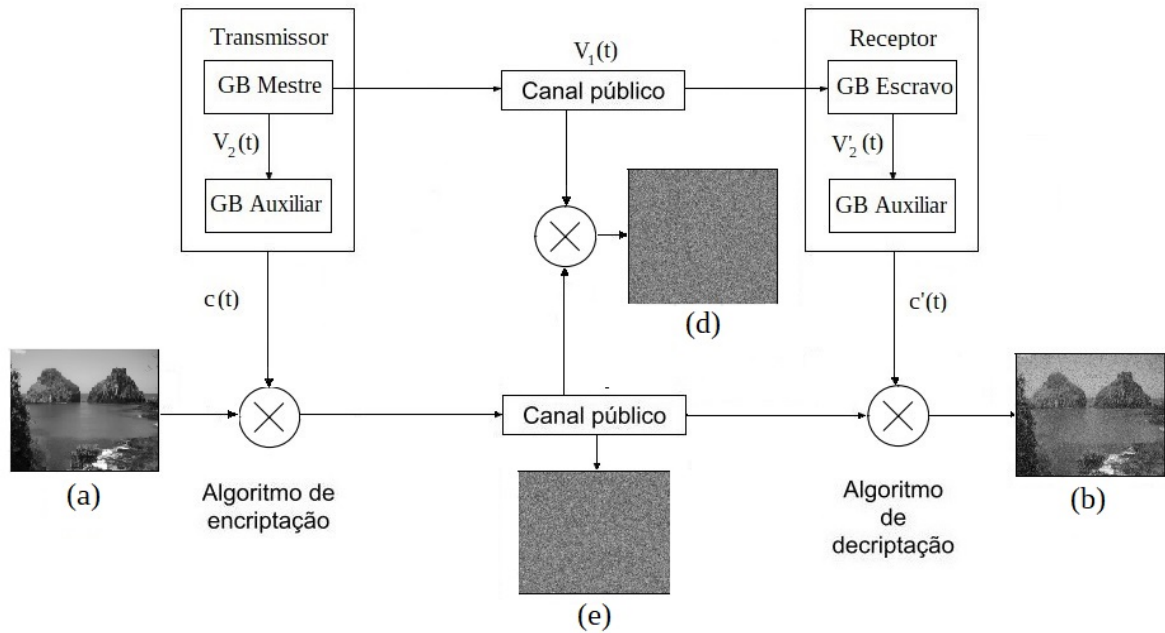 Transmissor
GB Mestre
V2(t)
GB Auxiliar
V1(t)
Canal público
Receptor
GB Escravo
V'2 (t)
GB Auxiliar
(d)
c(t)
c'(t)
(a)
Algoritmo de
encriptação
Canal público
(e)
Algoritmo
de
decriptação
(b)